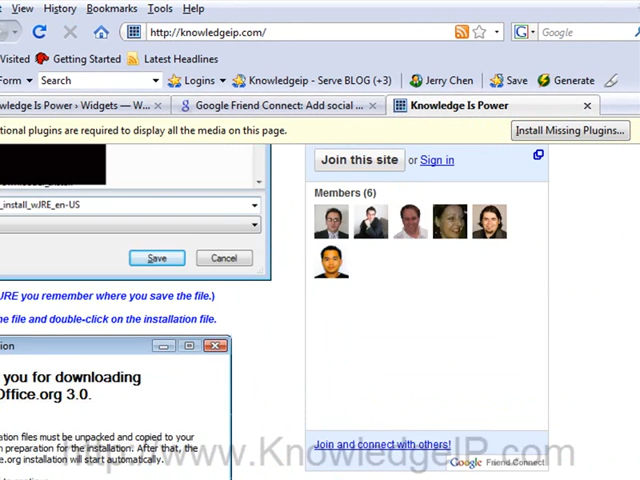 View History Bookmarks Tools Help
http://knowledgeip.com/
Google
Visited Getting Started Latest Headlines
Form Search Logins Knowledgeip - Serve BLOG (+3) Jerry Chen Save Generate
wledge Is Power › Widgets — W... Google Friend Connect: Add social ... Knowledge Is Power
tional plugins are required to display all the media on this page. Install Missing Plugins...
Join this site or Sign in
Members (6)
_install_wJRE_en-US
Save Cancel
JRE you remember where you save the file.)
he file and double-click on the installation file.
tion
you for downloading
Office.org 3.0.
ation files must be unpacked and copied to your
n preparation for the installation. After that, the
e.org installation will start automatically.
Join and connect with others!
http://www.KnowledgeIP.com
Google Friend Connect